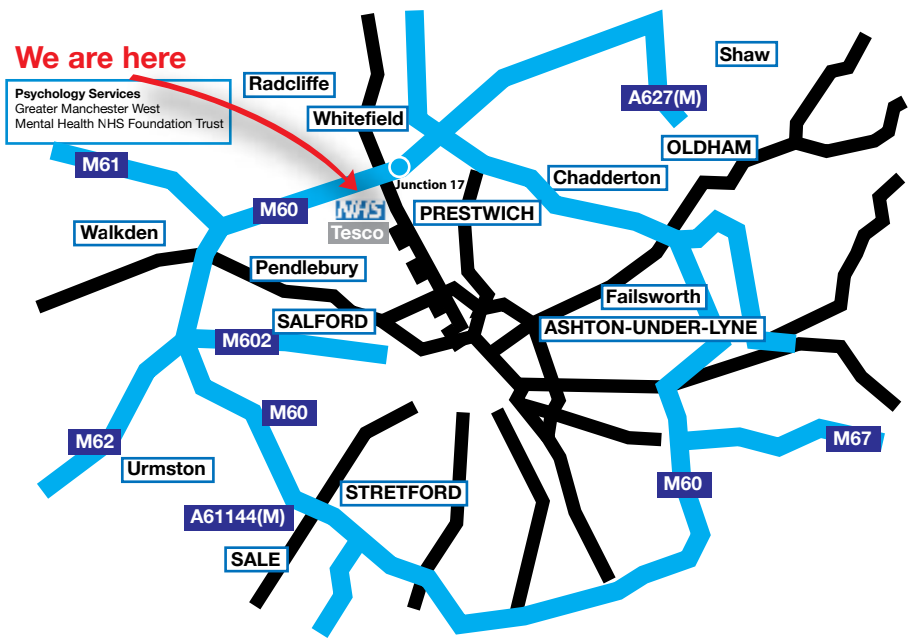 We are here
Psychology Services
Greater Manchester West
Mental Health NHS Foundation Trust
Radcliffe
Shaw
Whitefield
A627(M)
OLDHAM
M61
Chadderton
Junction 17
M60
NHS
PRESTWICH
Tesco
Walkden
Pendlebury
Failsworth
SALFORD
ASHTON-UNDER-LYNE
M602
M60
M62
M67
Urmston
M60
STRETFORD
A61144(M)
SALE